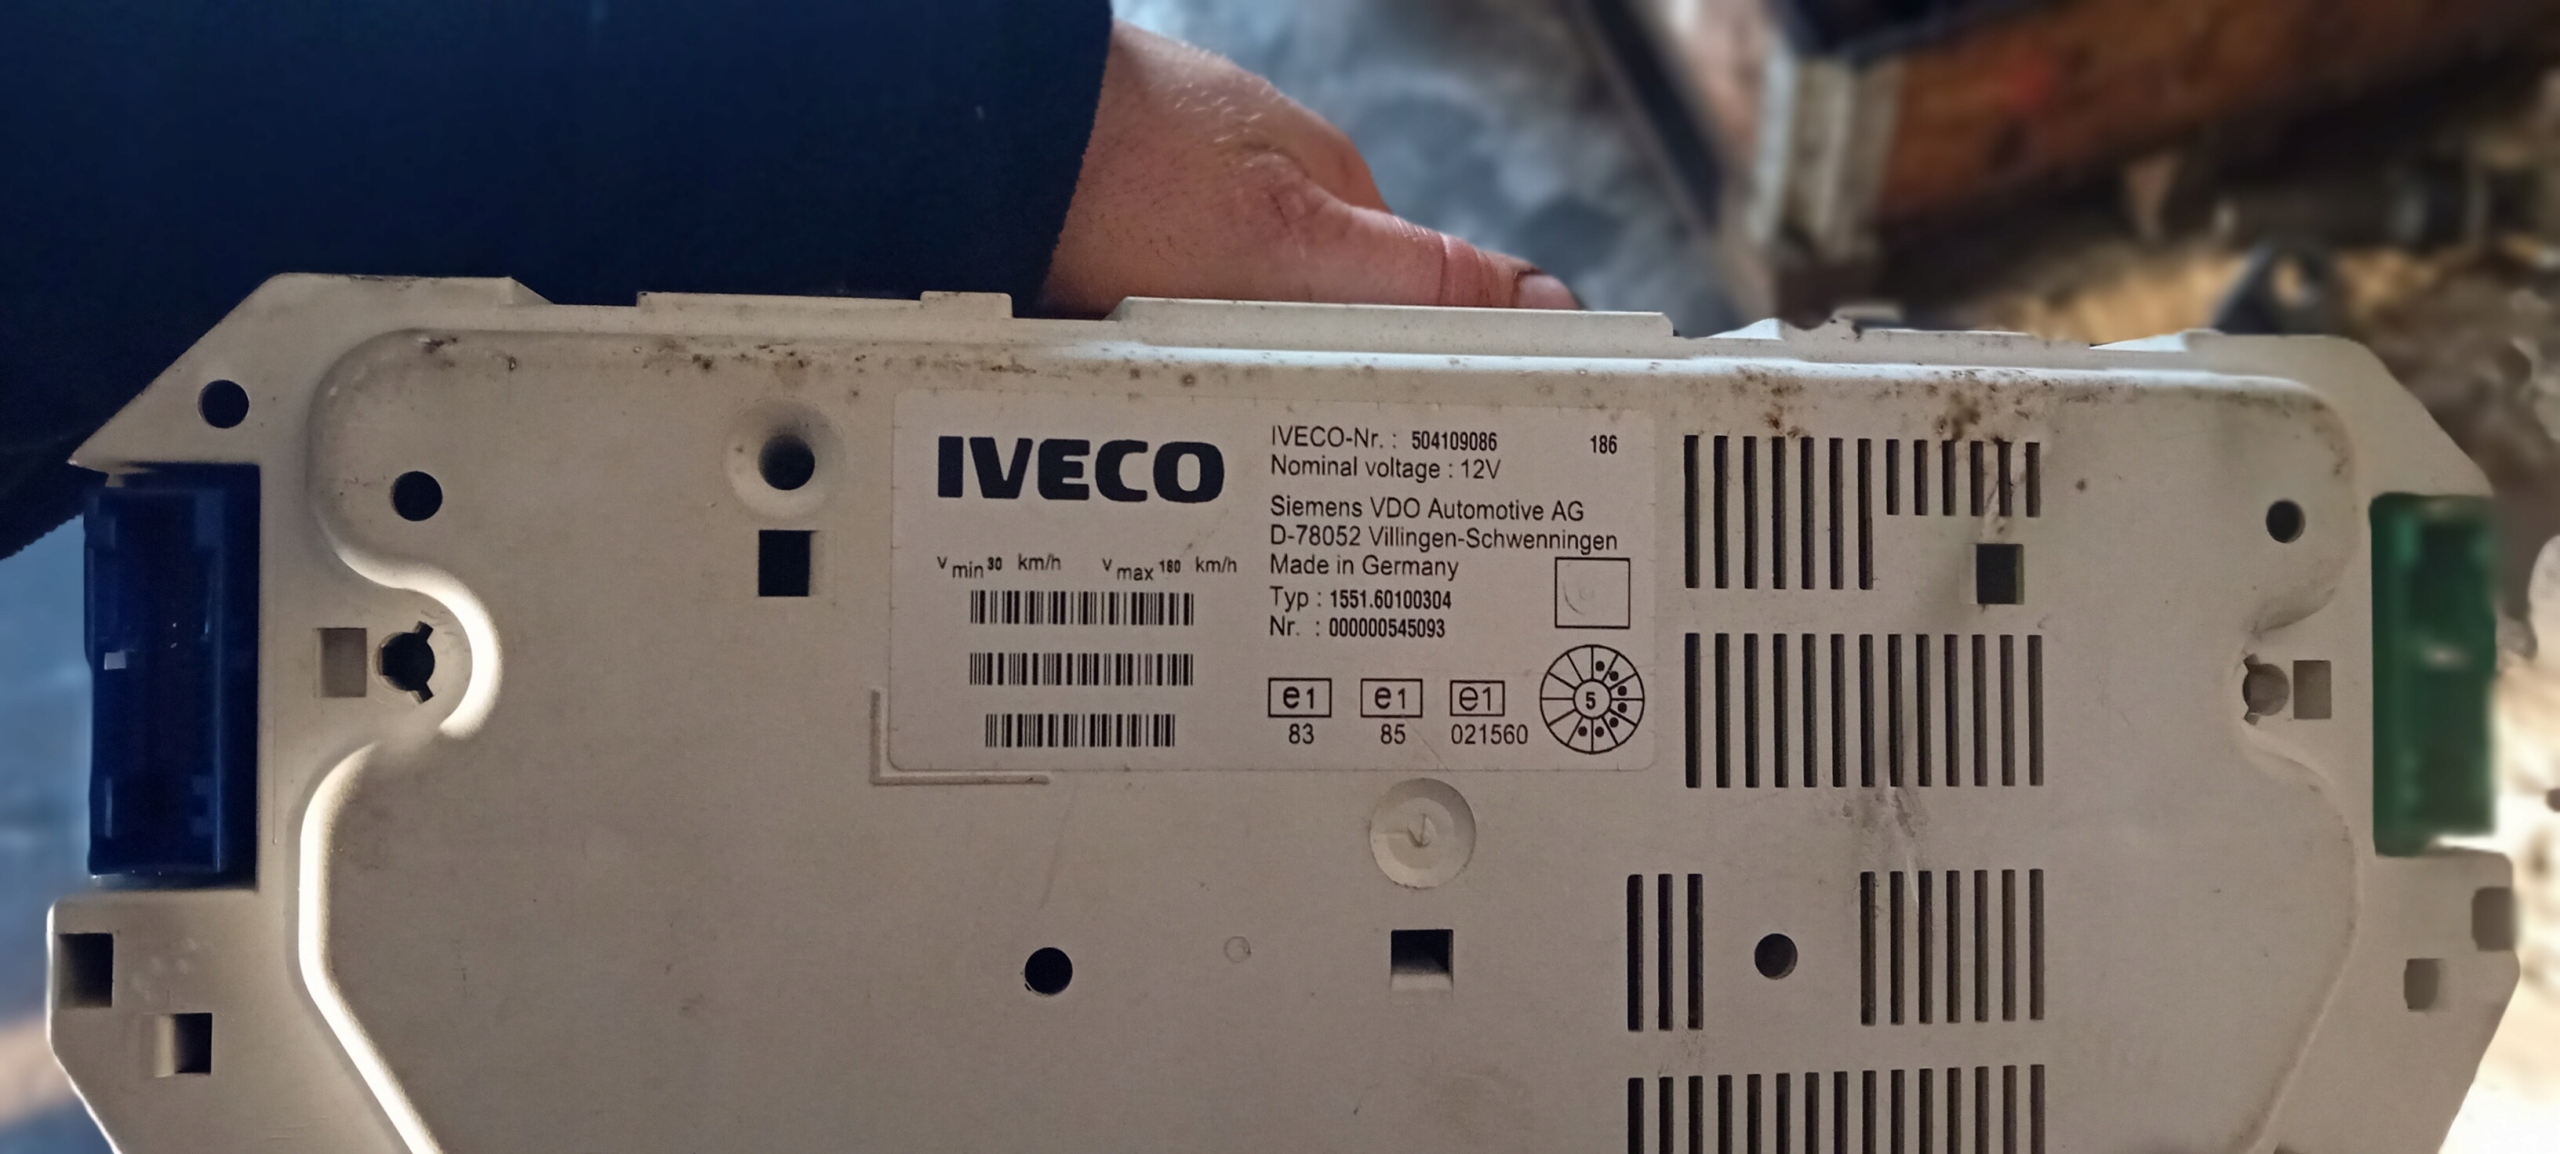 IVECO
IVECO-Nr. : 504109086 186
Nominal voltage : 12V
Siemens VDO Automotive AG
D-78052 Villingen-Schwenningen
Made in Germany
Typ : 1551.60100304
Nr. : 000000545093
v min 30 km/h v max 180 km/h
e1 e1 e1
83 85 021560
5